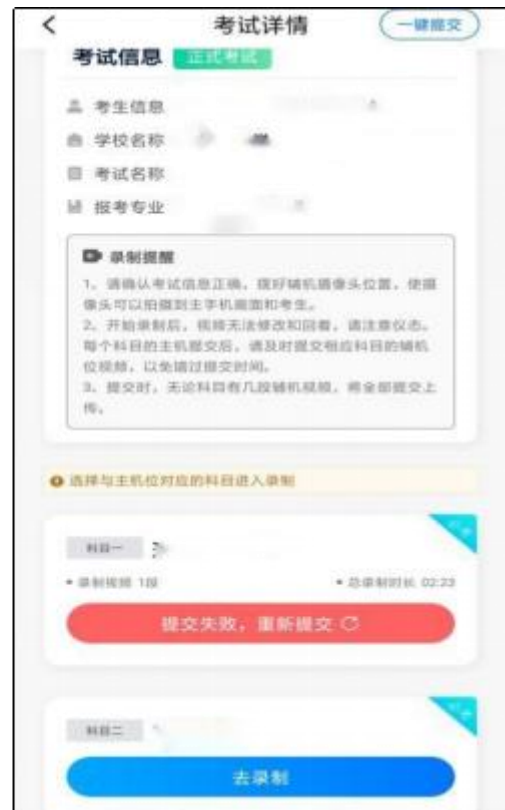 考试详情
一键提交
考试信息
正式考试
考生信息
学校名称
考试名称
报考专业
录制提醒
1、请确认考试信息正确，摆好辅机摄像头位置，使摄
像头可以拍摄到主手机画面和考生。
2、开始录制后，视频无法修改和回看，请注意仪态。
每个科目的主机提交后，请及时提交相应科目的辅机
位视频，以免错过提交时间。
3、提交时，无论科目有几段辅机视频，将全部提交上
传。
选择与主机位对应的科目进入录制
科目一
录制视频 1段
总录制时长 02:23
提交失败，重新提交
科目二
去录制